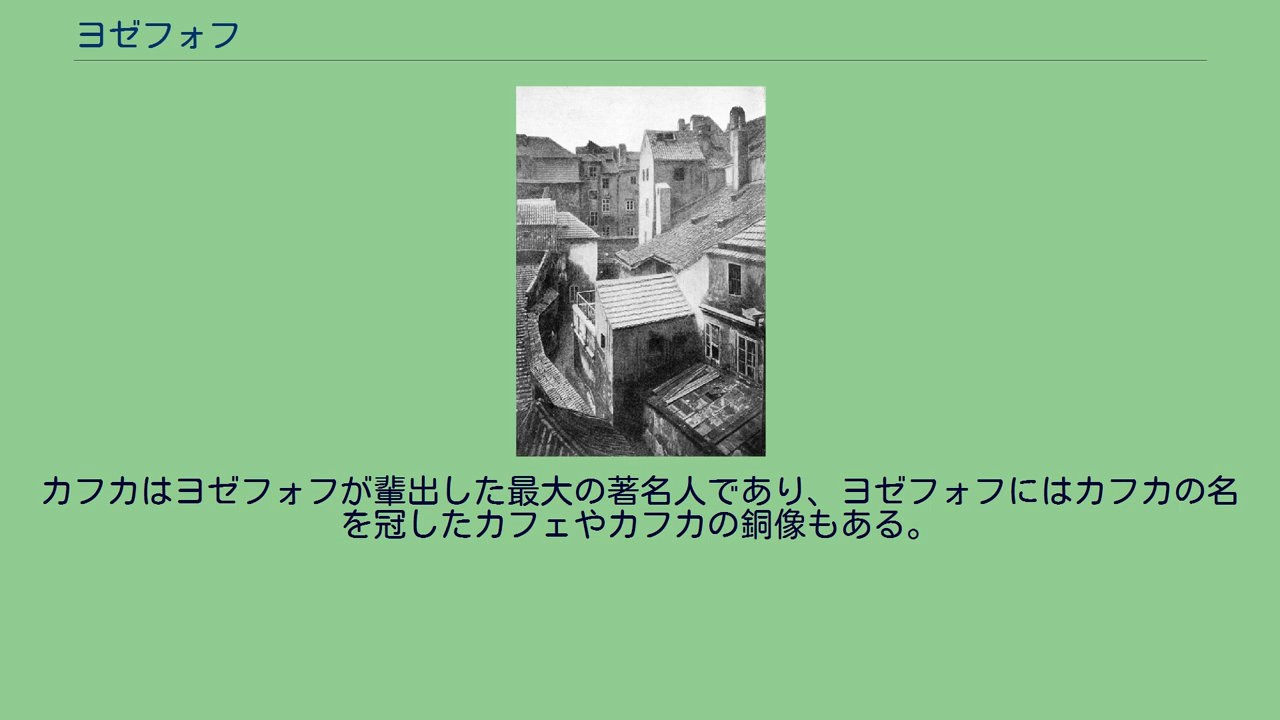 ヨゼフォフ
カフカはヨゼフォフが輩出した最大の著名人であり、ヨゼフォフにはカフカの名
を冠したカフェやカフカの銅像もある。